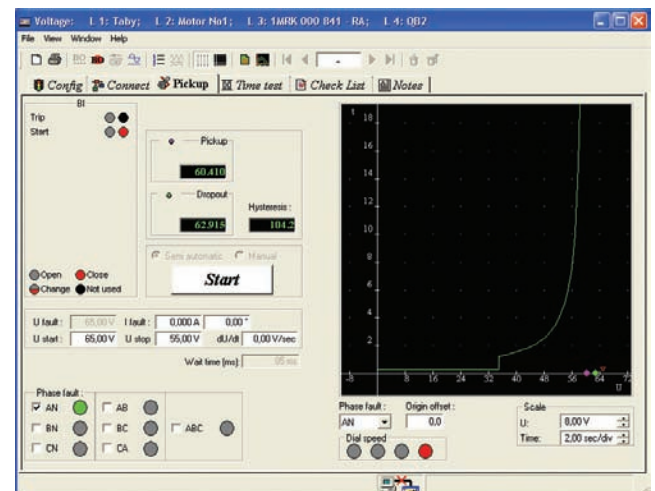 Voltage: L 1: Taby; L 2: Motor No1; L 3: 1MRK 000 841 - RA; L 4: QB2
File View Window Help
Config Connect Pickup Time test Check List Notes
BI
Trip
Start
Open Close
Change Not used
Pickup
60.410
Dropout
62.915
Hysteresis :
104.2
Semi automatic Manual
Start
U fault : 65,00 V I fault : 0,000 A 0,00 °
U start : 65,00 V U stop 55,00 V dU/dt 0,00 V/sec
Wait time (ms)
Phase fault :
AN AB
BN BC ABC
CN CA
t 18
16
14
12
10
8
6
4
2
-8 8 16 24 32 40 48 56 64 72
U
Phase fault : Origin offset :
AN 0,0
Dial speed
Scale
U: 8,00 V
Time: 2,00 sec/div